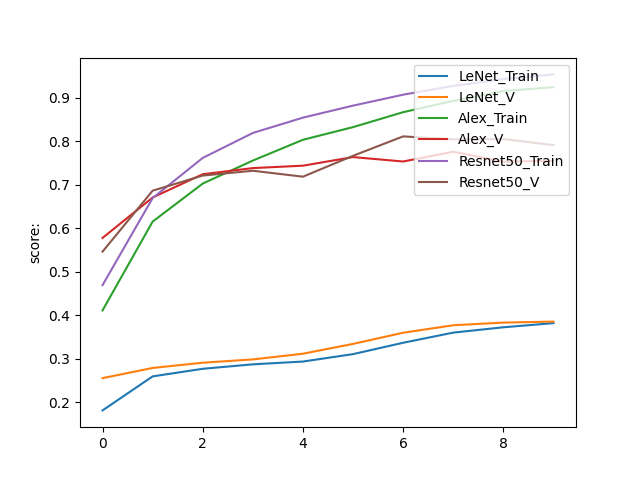 LeNet_Train
LeNet_V
Alex_Train
Alex_V
Resnet50_Train
Resnet50_V
score:
0.9
0.8
0.7
0.6
0.5
0.4
0.3
0.2
0 2 4 6 8